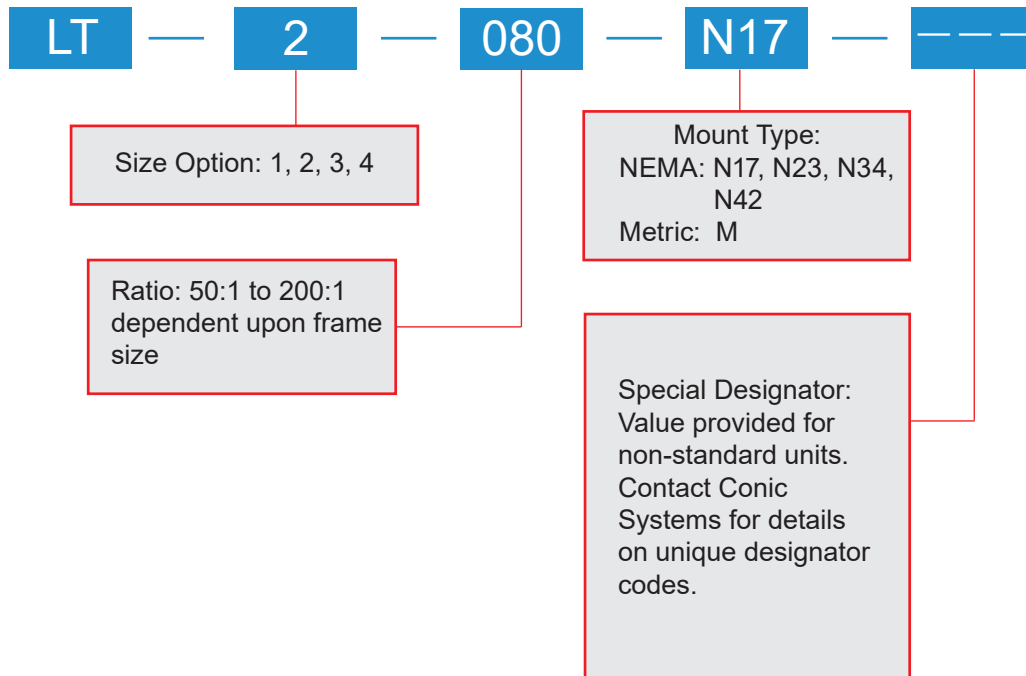 LT — 2 — 080 — N17 — — — —
Size Option: 1, 2, 3, 4
Mount Type:
NEMA: N17, N23, N34,
N42
Metric: M
Ratio: 50:1 to 200:1
dependent upon frame
size
Special Designator:
Value provided for
non-standard units.
Contact Conic
Systems for details
on unique designator
codes.